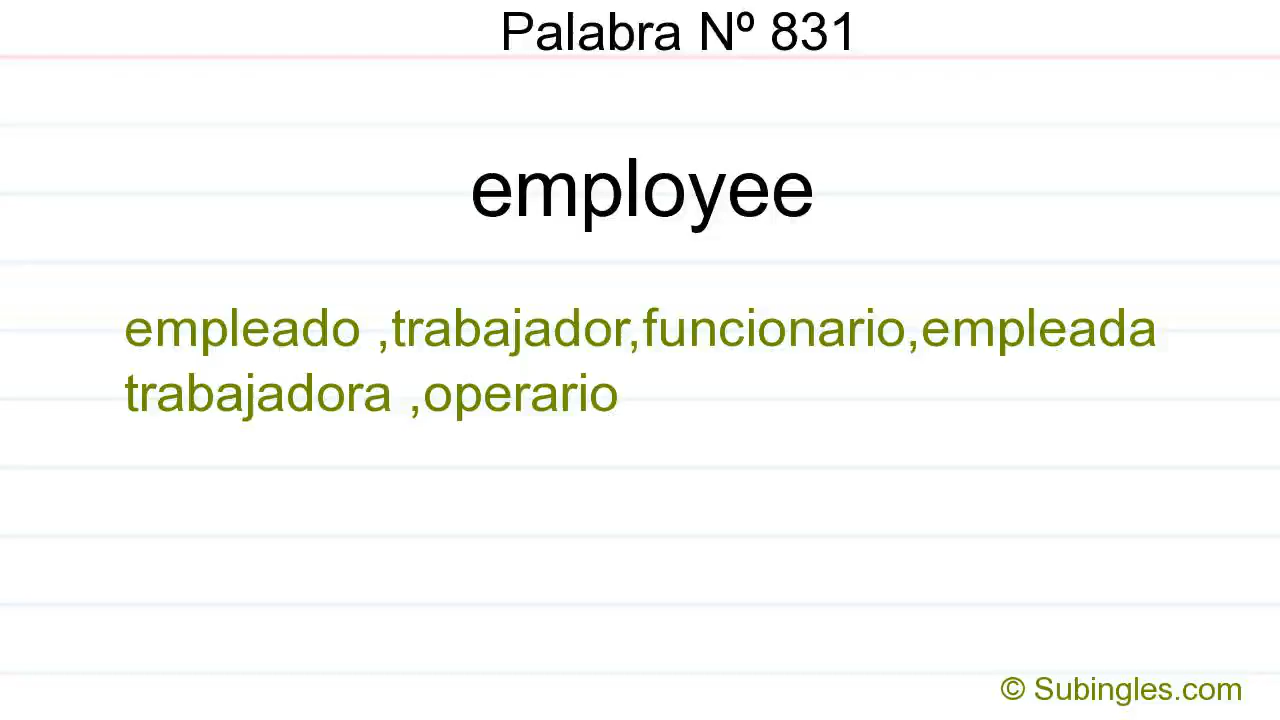 Palabra Nº 831
employee
empleado ,trabajador,funcionario,empleada
trabajadora ,operario
© Subingles.com